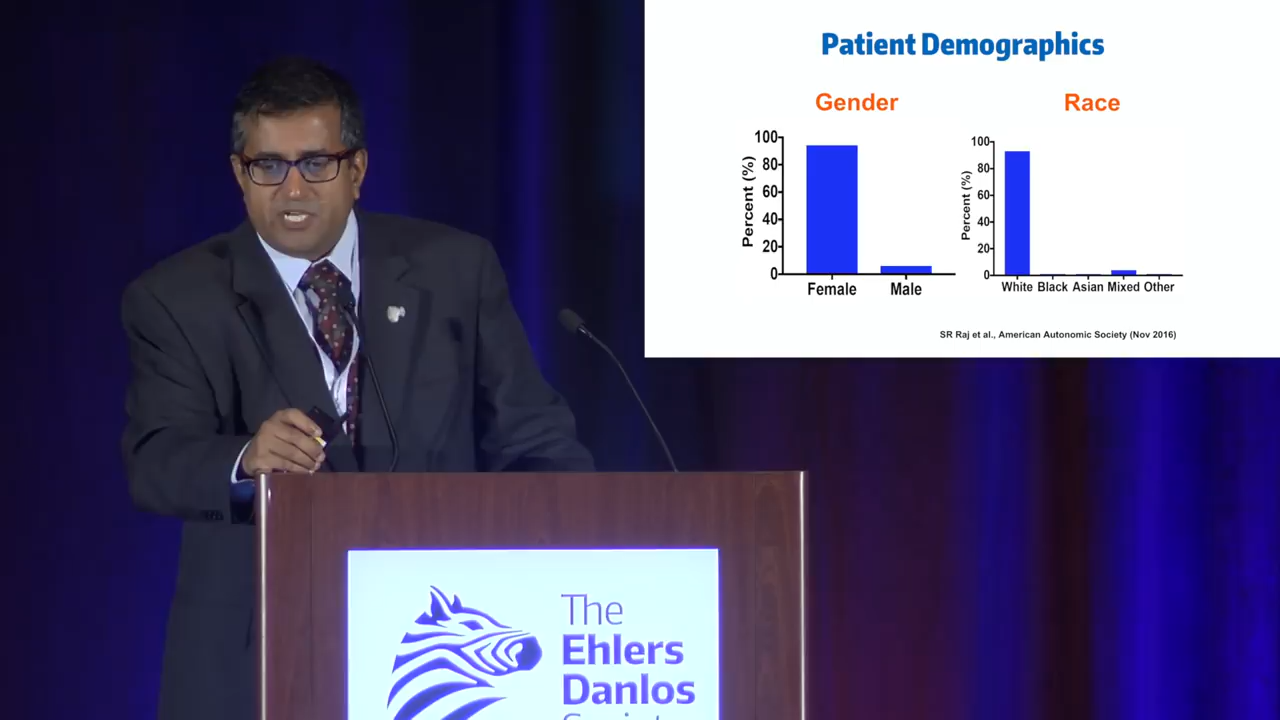 Patient Demographics
Gender
Race
100
80
60
40
20
0
Percent (%)
Female Male
100
80
60
40
20
0
Percent (%)
White Black Asian Mixed Other
SR Raj et al., American Autonomic Society (Nov 2016)
The
Ehlers
Danlos